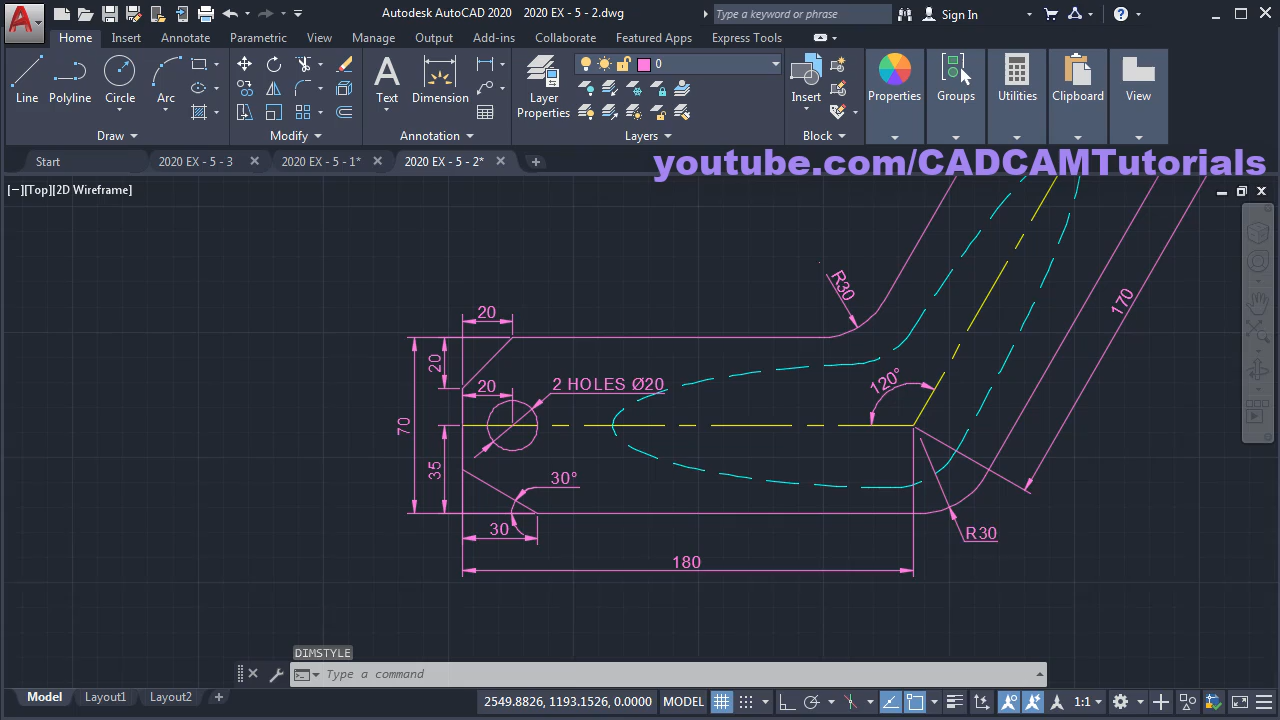 A
Autodesk AutoCAD 2020 2020 EX - 5 - 2.dwg
Type a keyword or phrase
Sign In
?
Home Insert Annotate Parametric View Manage Output Add-ins Collaborate Featured Apps Express Tools
A
0
Line Polyline Circle Arc
Text Dimension
Layer Properties
Insert
Properties Groups Utilities Clipboard View
Draw Modify Annotation Layers Block
Start 2020 EX - 5 - 3 2020 EX - 5 - 1* 2020 EX - 5 - 2*
youtube.com/CADCAMTutorials
[−][Top][2D Wireframe]
R30
170
20
20
20
2 HOLES Ø20
120°
70
35
30°
30
R30
180
DIMSTYLE
Type a command
Model Layout1 Layout2 +
2549.8826, 1193.1526, 0.0000 MODEL 1:1